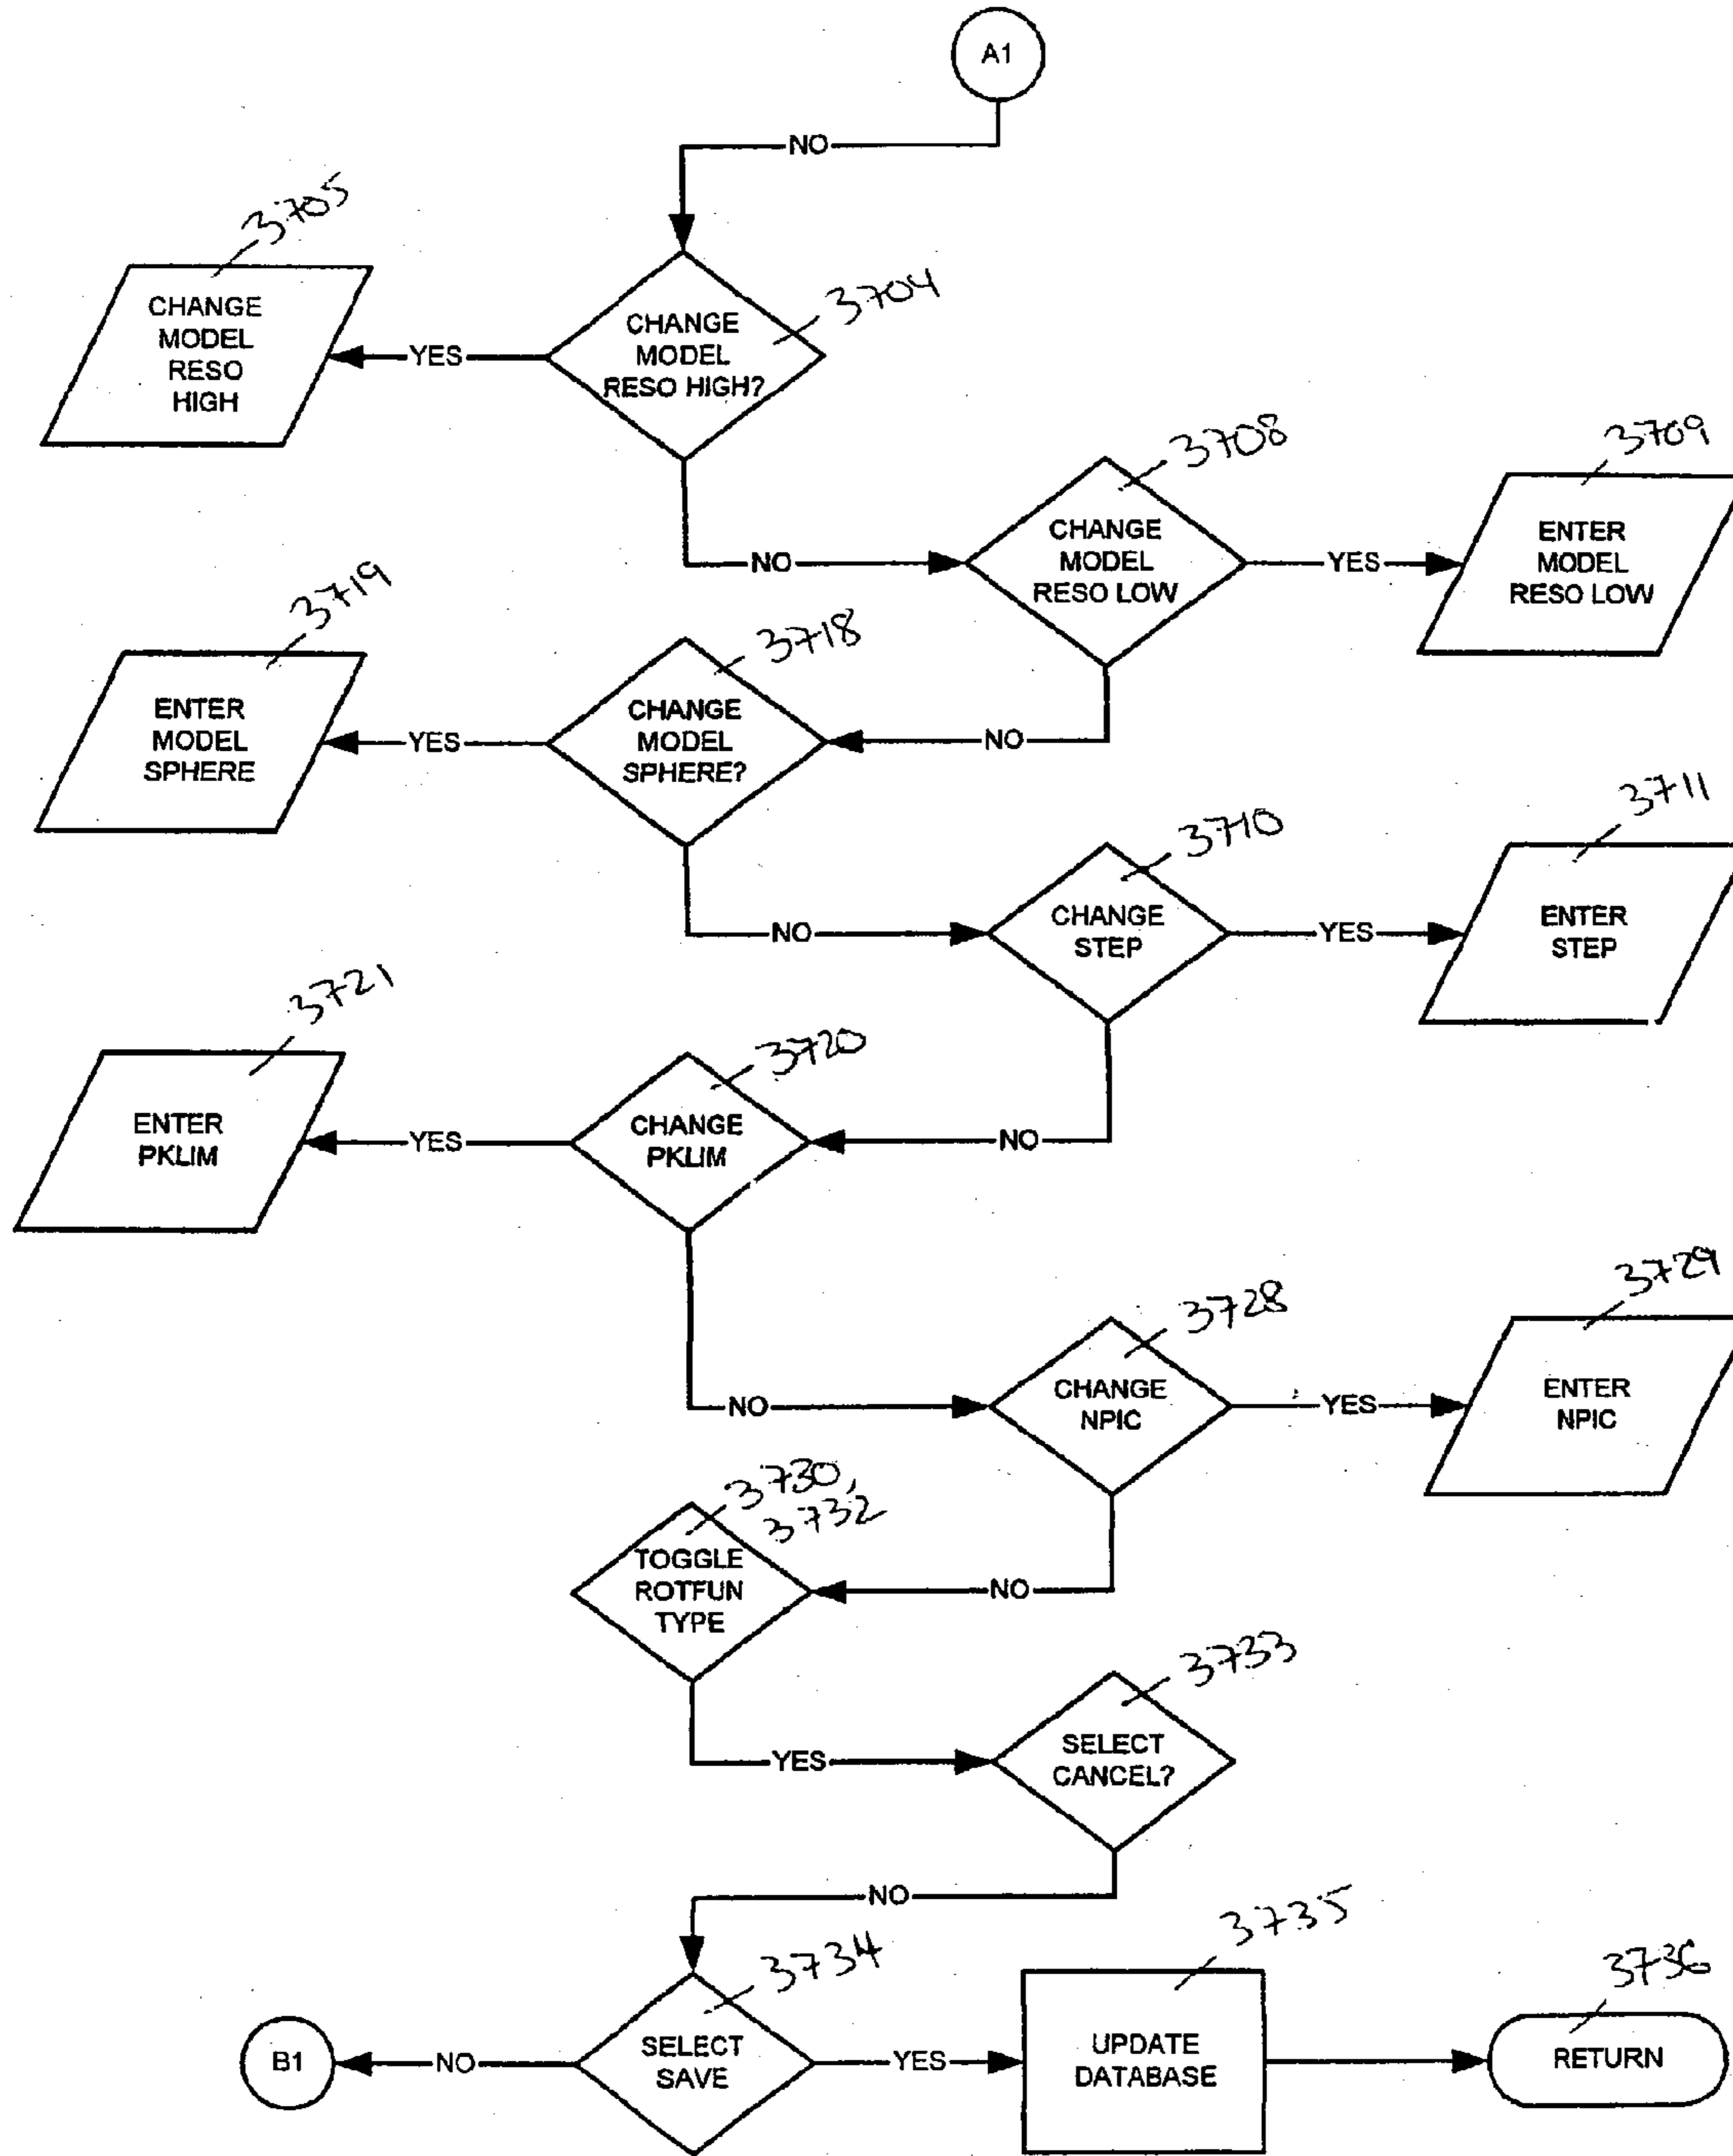 A1
NO
3705
CHANGE
MODEL
RESO
HIGH
YES
3704
CHANGE
MODEL
RESO HIGH?
NO
3708
CHANGE
MODEL
RESO LOW
YES
3709
ENTER
MODEL
RESO LOW
NO
3719
ENTER
MODEL
SPHERE
YES
3718
CHANGE
MODEL
SPHERE?
NO
3710
CHANGE
STEP
YES
3711
ENTER
STEP
NO
3721
ENTER
PKLIM
YES
3720
CHANGE
PKLIM
NO
3728
CHANGE
NPIC
YES
3729
ENTER
NPIC
NO
3730,
3732
TOGGLE
ROTFUN
TYPE
YES
3733
SELECT
CANCEL?
NO
3734
SELECT
SAVE
NO
B1
YES
3735
UPDATE
DATABASE
3736
RETURN